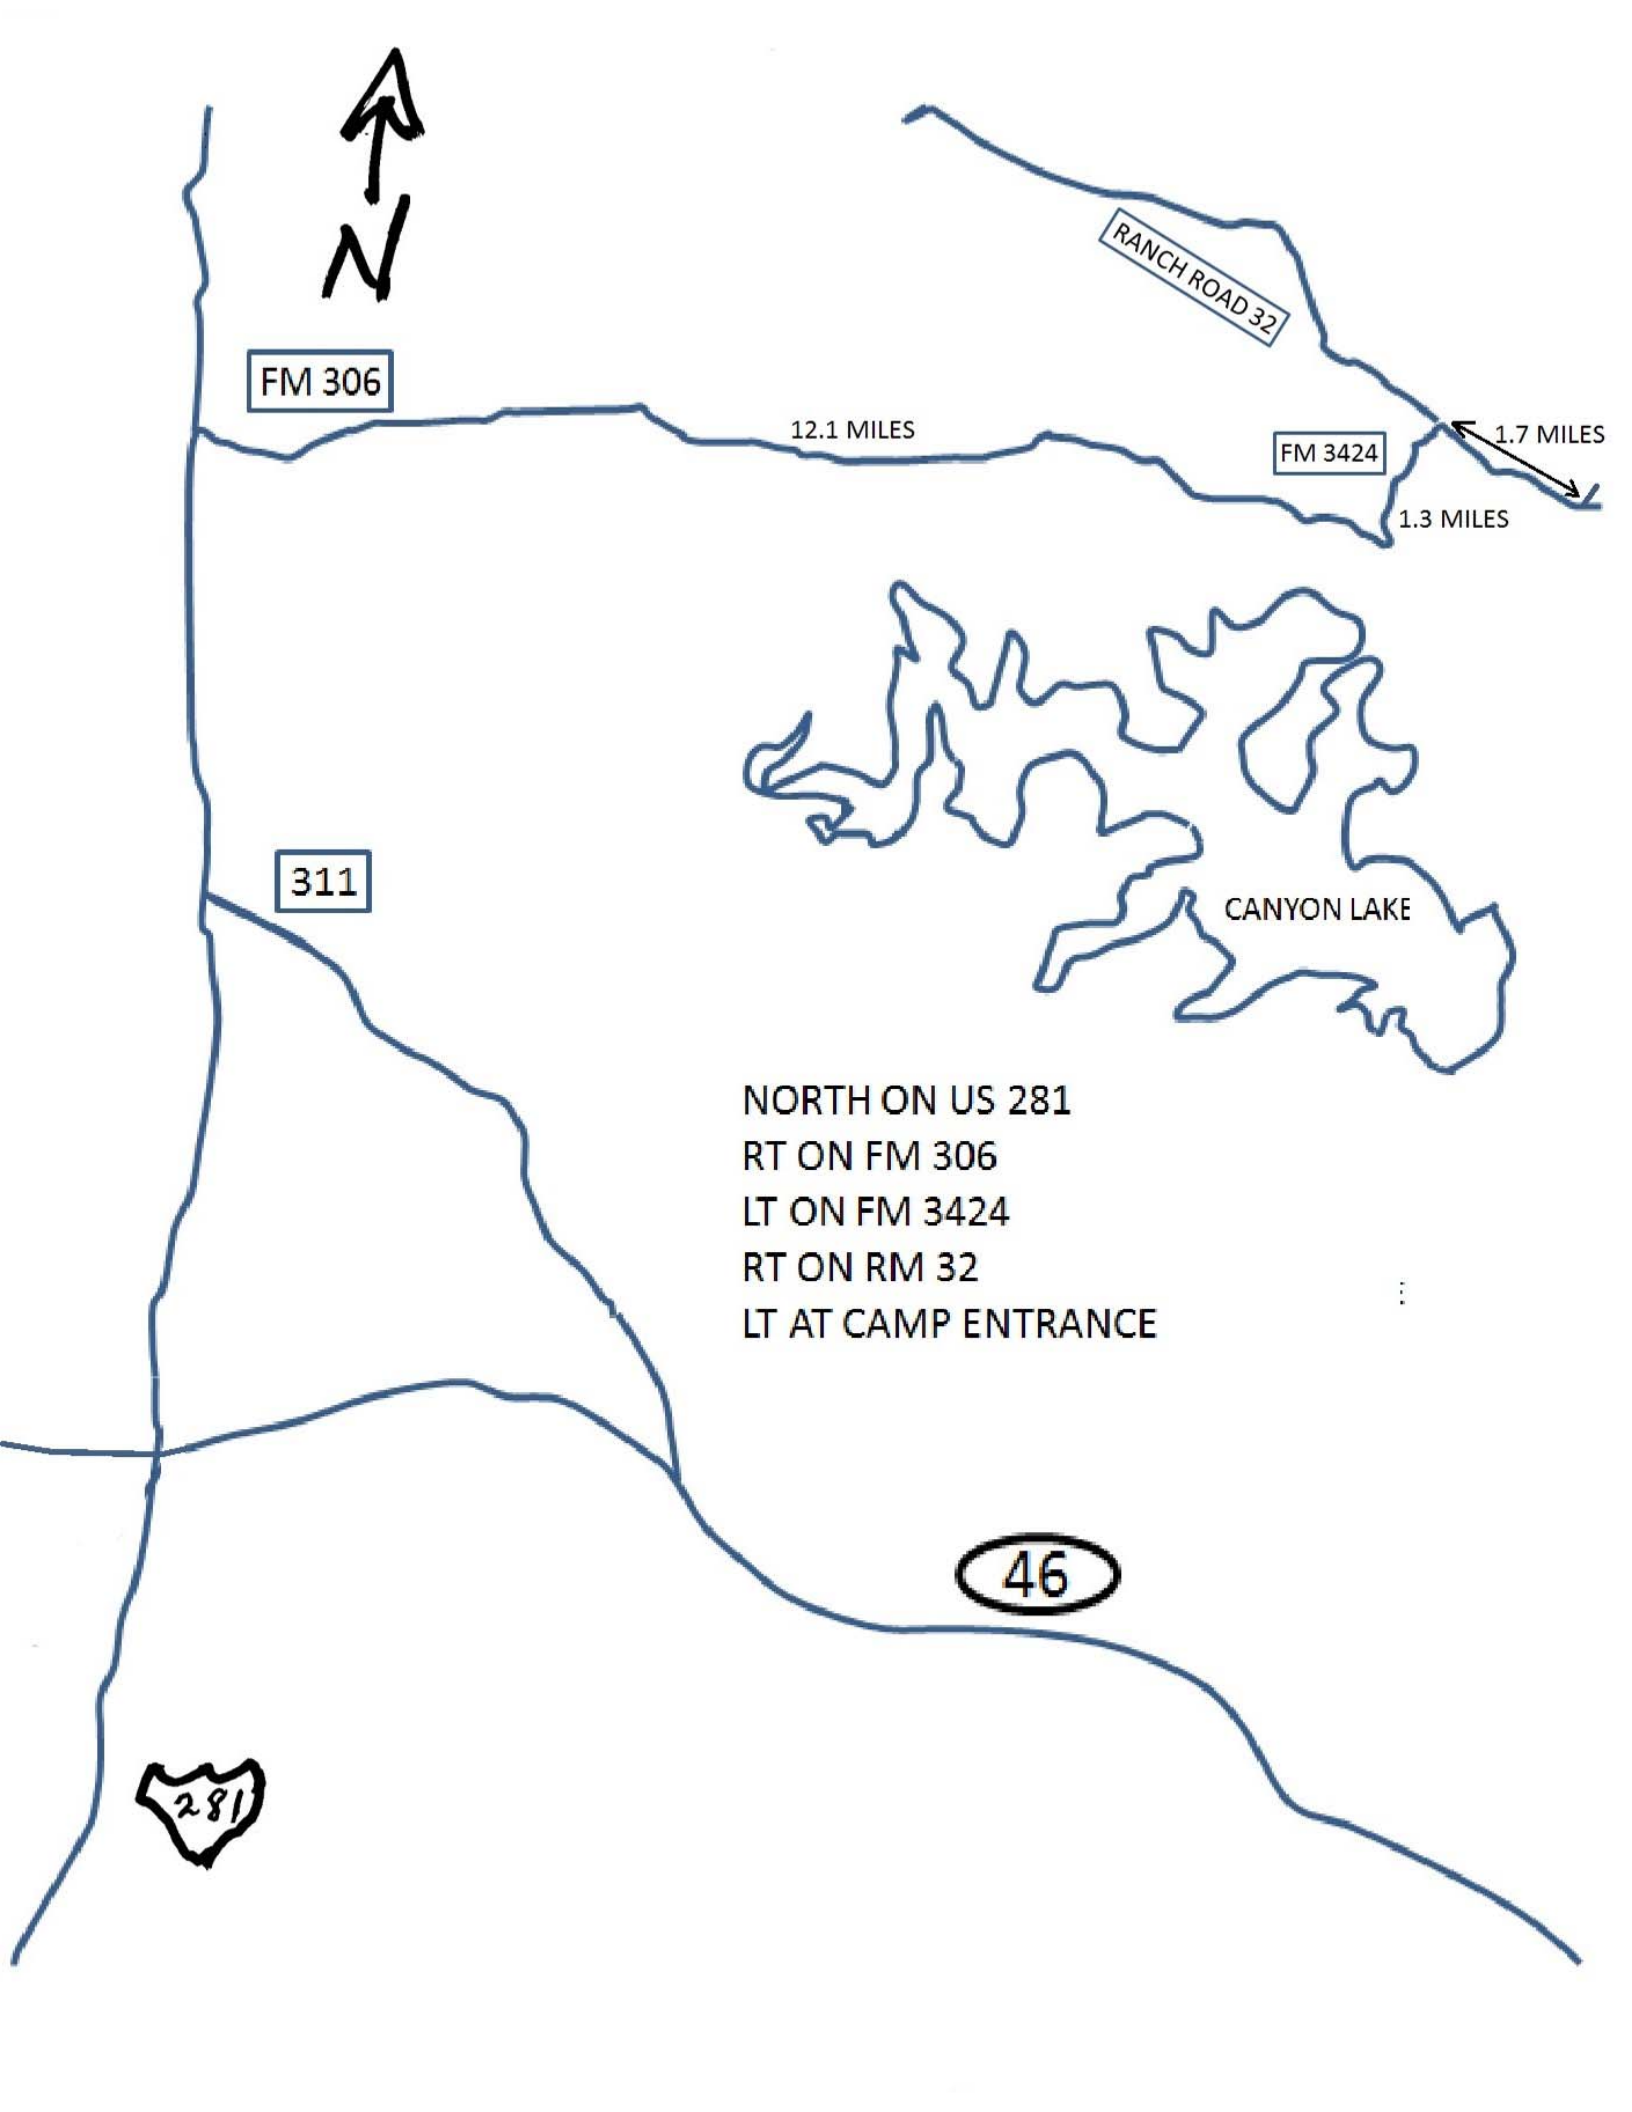 N
RANCH ROAD 32
FM 306
12.1 MILES
FM 3424
1.7 MILES
1.3 MILES
311
CANYON LAKE
NORTH ON US 281
RT ON FM 306
LT ON FM 3424
RT ON RM 32
LT AT CAMP ENTRANCE
46
281